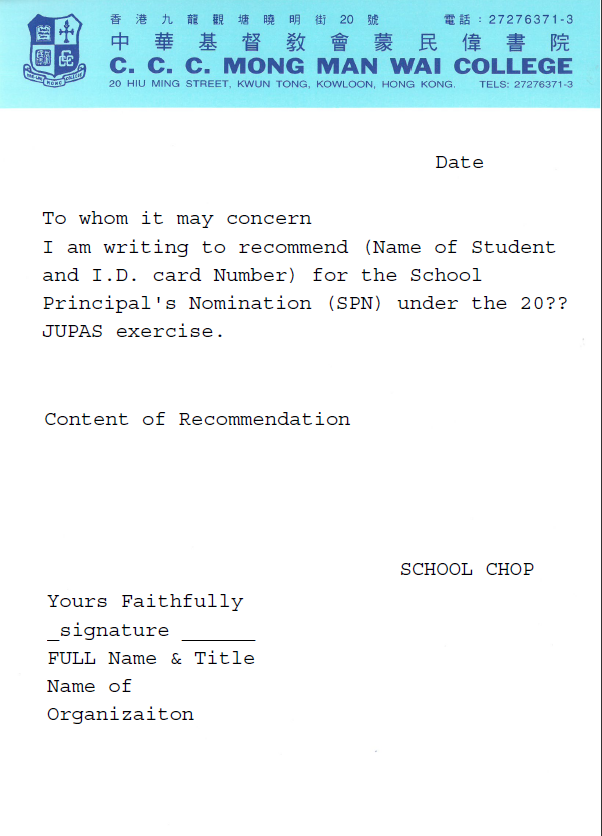 香港九龍觀塘曉明街20號 電話：27276371-3
中華基督教會蒙民偉書院
C. C. C. MONG MAN WAI COLLEGE
20 HIU MING STREET, KWUN TONG, KOWLOON, HONG KONG. TELS: 27276371-3
Date
To whom it may concern
I am writing to recommend (Name of Student
and I.D. card Number) for the School
Principal's Nomination (SPN) under the 20??
JUPAS exercise.
Content of Recommendation
SCHOOL CHOP
Yours Faithfully
_signature ______
FULL Name & Title
Name of
Organizaiton